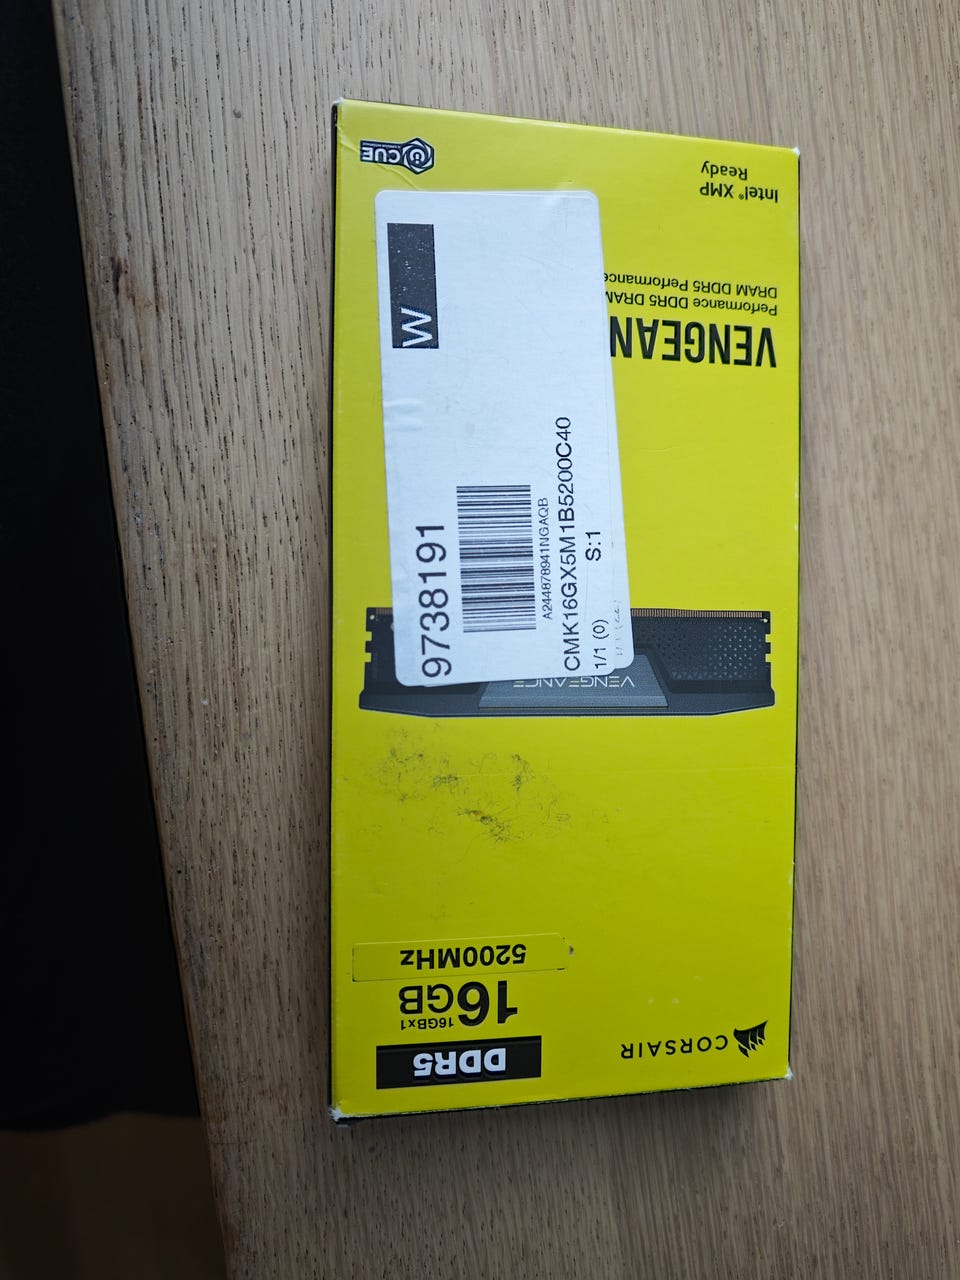 CORSAIR
DDR5
16GBx1
16GB
5200MHz
VENGEANCE
VENGEAN
Performance DDR5 DRAM
DRAM DDR5 Performance
Intel® XMP
Ready
iCUE
W
9738191
A244878941NGAQB
CMK16GX5M1B5200C40
1/1 (0)
S:1